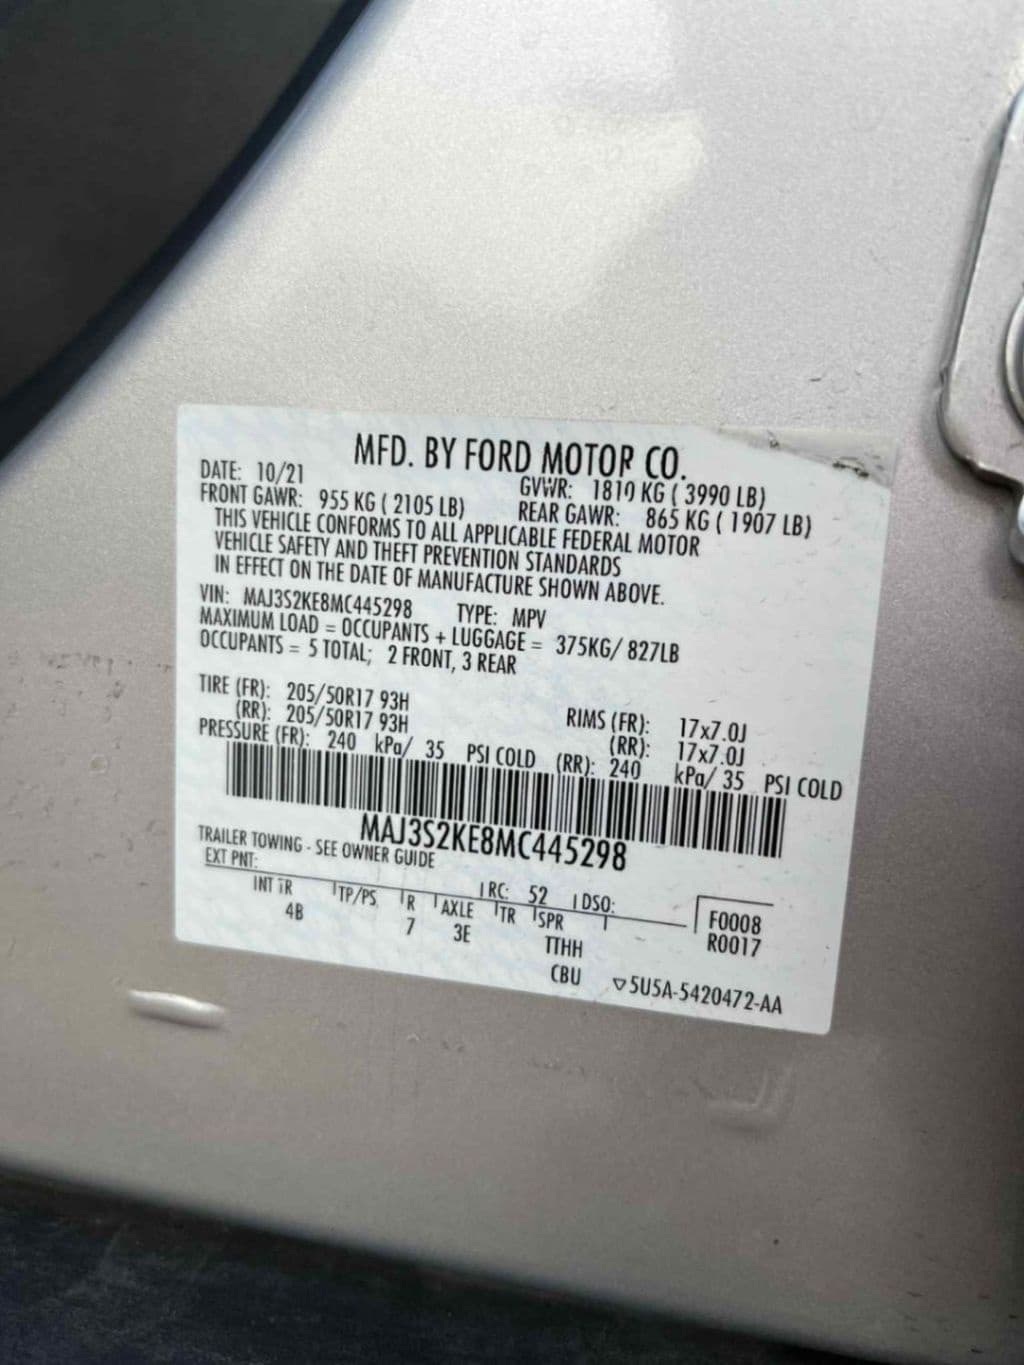 MFD. BY FORD MOTOR CO.
DATE: 10/21 GVWR: 1810 KG ( 3990 LB)
FRONT GAWR: 955 KG ( 2105 LB) REAR GAWR: 865 KG ( 1907 LB)
THIS VEHICLE CONFORMS TO ALL APPLICABLE FEDERAL MOTOR
VEHICLE SAFETY AND THEFT PREVENTION STANDARDS
IN EFFECT ON THE DATE OF MANUFACTURE SHOWN ABOVE.
VIN: MAJ3S2KE8MC445298 TYPE: MPV
MAXIMUM LOAD = OCCUPANTS + LUGGAGE = 375KG/ 827LB
OCCUPANTS = 5 TOTAL; 2 FRONT, 3 REAR
TIRE (FR): 205/50R17 93H RIMS (FR): 17x7.0J
(RR): 205/50R17 93H (RR): 17x7.0J
PRESSURE (FR): 240 kPa/ 35 PSI COLD (RR): 240 kPa/ 35 PSI COLD
MAJ3S2KE8MC445298
TRAILER TOWING - SEE OWNER GUIDE
EXT PNT: RC: 52 DSO:
INT TR TP/PS R AXLE TR SPR F0008
4B 7 3E TTHH R0017
CBU ▽5U5A-5420472-AA